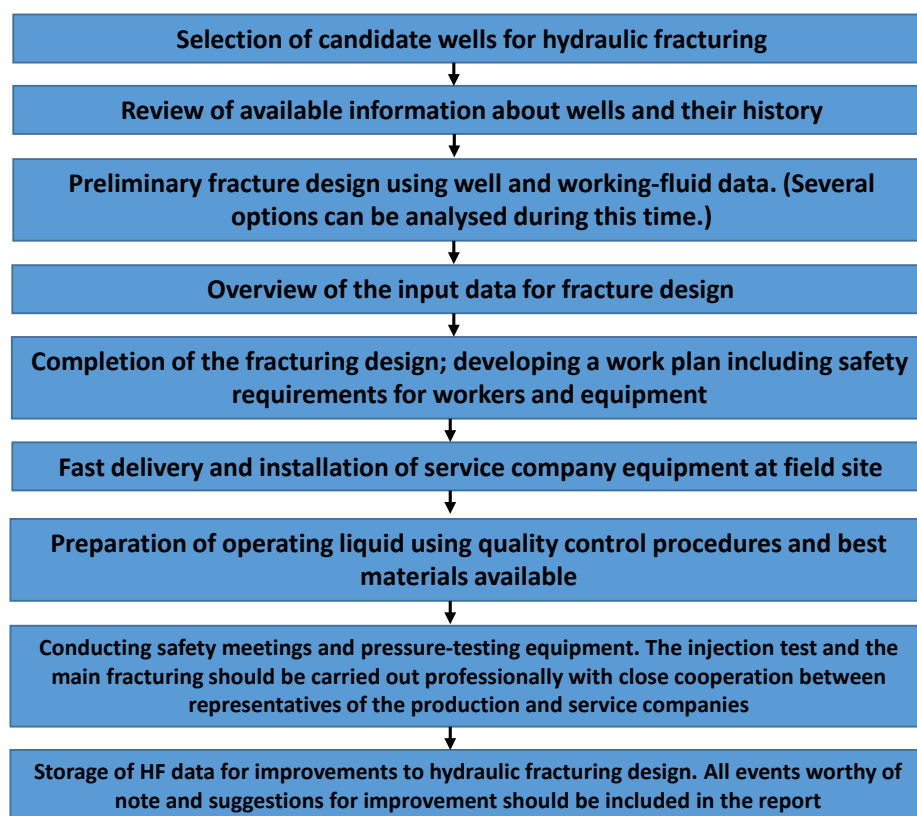 Selection of candidate wells for hydraulic fracturing
Review of available information about wells and their history
Preliminary fracture design using well and working-fluid data. (Several
options can be analysed during this time.)
Overview of the input data for fracture design
Completion of the fracturing design; developing a work plan including safety
requirements for workers and equipment
Fast delivery and installation of service company equipment at field site
Preparation of operating liquid using quality control procedures and best
materials available
Conducting safety meetings and pressure-testing equipment. The injection test and the
main fracturing should be carried out professionally with close cooperation between
representatives of the production and service companies
Storage of HF data for improvements to hydraulic fracturing design. All events worthy of
note and suggestions for improvement should be included in the report